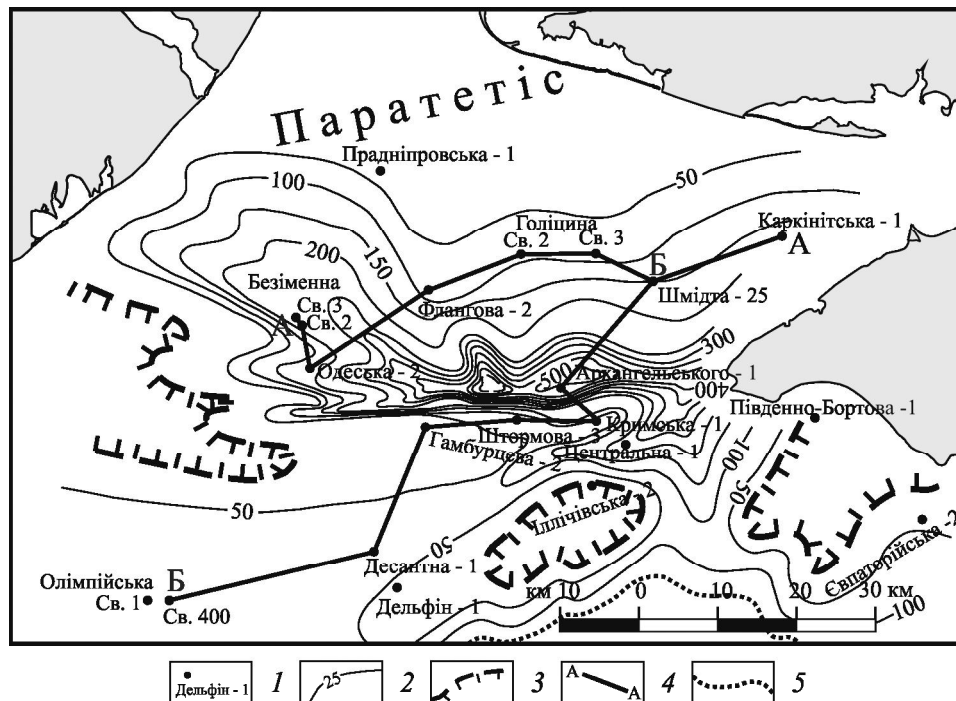 Паратетіс
Прадніпровська - 1
50
100
Голіцина
Каркінітська - 1
Св. 2
Св. 3
А
200
150
Б
Безіменна
Шмідта - 25
Св. 3
Флангова - 2
А
Св. 2
300
Одеська - 2
500
Архангельського - 1
400
Південно-Бортова -1
Штормова - 3
Кримська - 1
Гамбурцева - 2
Центральна - 1
100
50
50
Іллічівська - 2
50
Десантна - 1
Євпаторійська -2
Олімпійська
Б
Св. 1
Св. 400
Дельфін - 1
км 10 0 10 20 30 км
100
Дельфін - 1
1
25
2
3
А
А
4
5